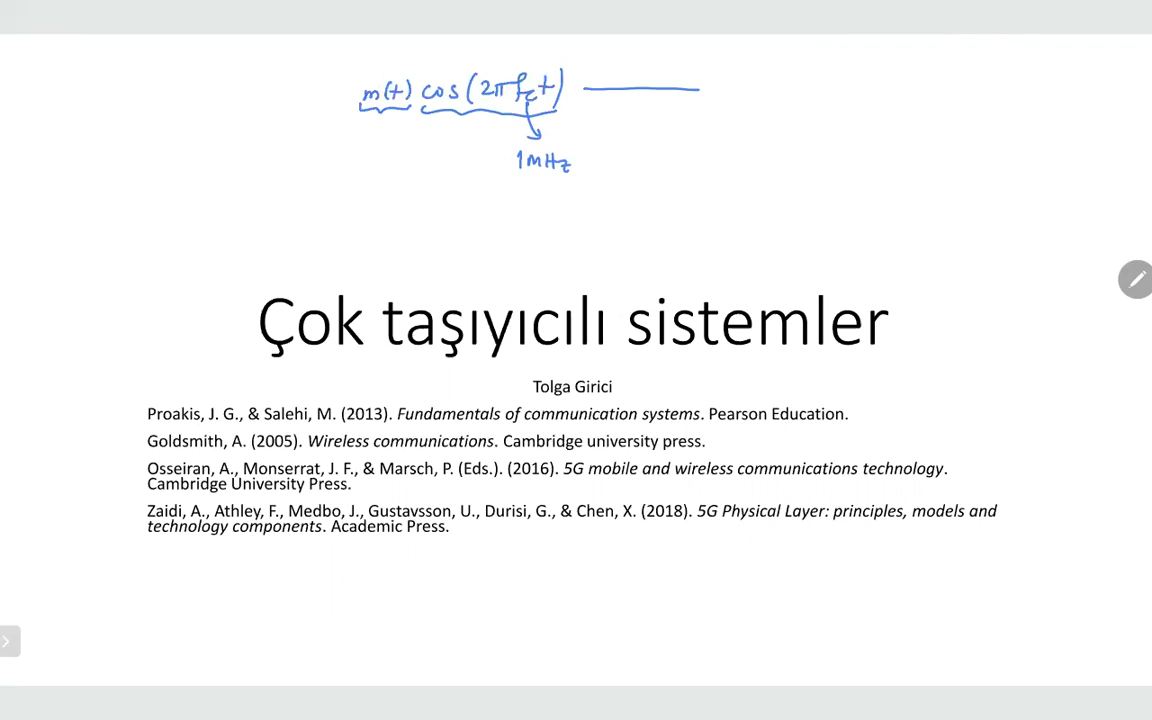 m(t) cos(2πf_c t)
1MHz
Çok taşıyıcılı sistemler
Tolga Girici
Proakis, J. G., & Salehi, M. (2013). Fundamentals of communication systems. Pearson Education.
Goldsmith, A. (2005). Wireless communications. Cambridge university press.
Osseiran, A., Monserrat, J. F., & Marsch, P. (Eds.). (2016). 5G mobile and wireless communications technology.
Cambridge University Press.
Zaidi, A., Athley, F., Medbo, J., Gustavsson, U., Durisi, G., & Chen, X. (2018). 5G Physical Layer: principles, models and
technology components. Academic Press.